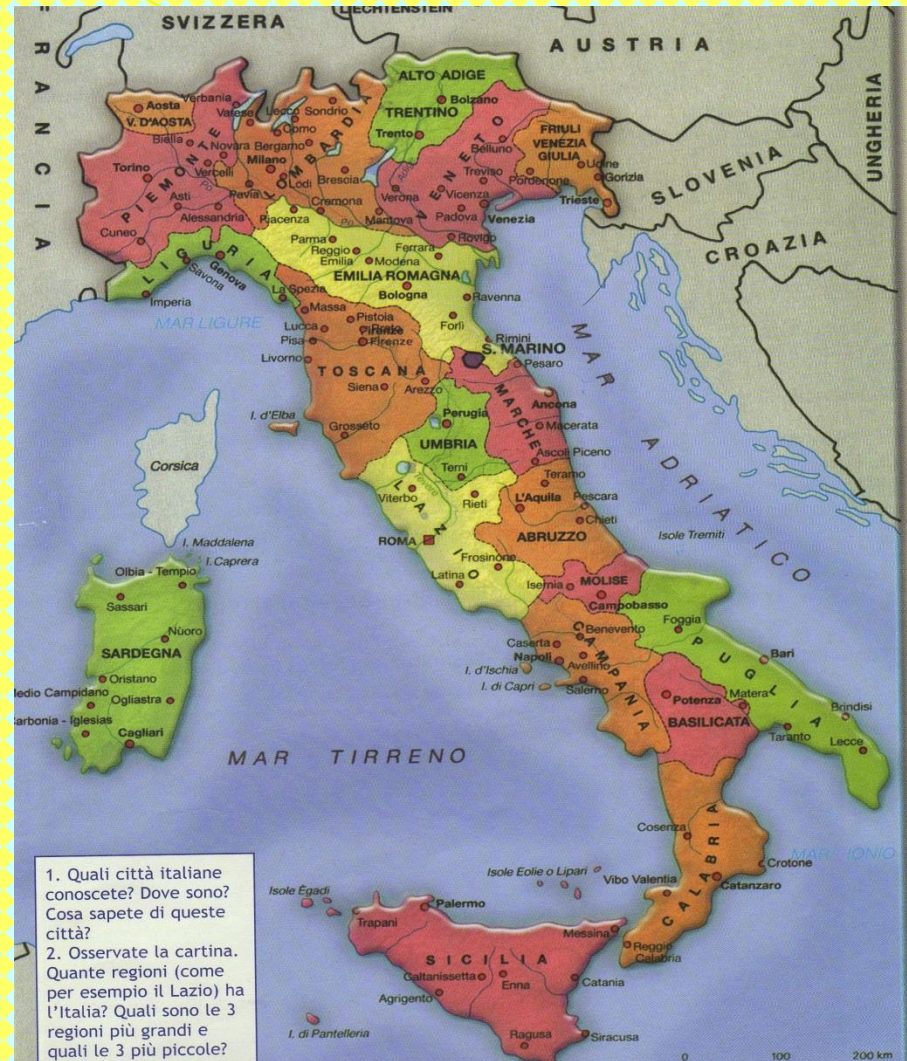 LIECHTENSTEIN
SVIZZERA
AUSTRIA
FRANCIA
UNGHERIA
SLOVENIA
CROAZIA
ALTO ADIGE
Bolzano
TRENTINO
Trento
Aosta
V. D'AOSTA
Verbania
Varese
Lecco
Sondrio
Como
Biella
Novara
Bergamo
Milano
LOMBARDIA
Torino
Vercelli
PIEMONTE
Po
Pavia
Lodi
Brescia
Asti
Alessandria
Cremona
Mantova
Po
Cuneo
VENETO
Belluno
Treviso
Adige
Verona
Vicenza
Padova
Venezia
Rovigo
FRIULI
VENEZIA
GIULIA
Udine
Pordenone
Gorizia
Trieste
Piacenza
Parma
Reggio
Emilia
Modena
Ferrara
EMILIA ROMAGNA
Bologna
Ravenna
Forlì
Rimini
LIGURIA
Genova
Savona
La Spezia
Imperia
MAR LIGURE
Massa
Pistoia
Lucca
Prato
Firenze
Firenze
Pisa
Livorno
TOSCANA
Siena
Arezzo
I. d'Elba
Grosseto
S. MARINO
Pesaro
Ancona
MARCHE
Macerata
Ascoli Piceno
Perugia
UMBRIA
Terni
MAR ADRIATICO
Corsica
Viterbo
Tevere
Rieti
LAZIO
ROMA
Frosinone
Latina
Teramo
L'Aquila
Pescara
Chieti
ABRUZZO
Isole Tremiti
I. Maddalena
I. Caprera
Olbia - Tempio
Sassari
Nùoro
SARDEGNA
Oristano
Medio Campidano
Ogliastra
Carbonia - Iglesias
Cagliari
Isernia
MOLISE
Campobasso
Foggia
PUGLIA
Bari
Caserta
Benevento
Napoli
Avellino
I. d'Ischia
I. di Capri
Salerno
CAMPANIA
Potenza
Matera
BASILICATA
Taranto
Brindisi
Lecce
MAR TIRRENO
Cosenza
CALABRIA
Crotone
MAR IONIO
Vibo Valentia
Catanzaro
Reggio
Calabria
Isole Eolie o Lipari
Isole Egadi
Palermo
Trapani
Messina
SICILIA
Caltanissetta
Enna
Catania
Agrigento
Ragusa
Siracusa
I. di Pantelleria
0 100 200 km
1. Quali città italiane
conoscete? Dove sono?
Cosa sapete di queste
città?
2. Osservate la cartina.
Quante regioni (come
per esempio il Lazio) ha
l'Italia? Quali sono le 3
regioni più grandi e
quali le 3 più piccole?